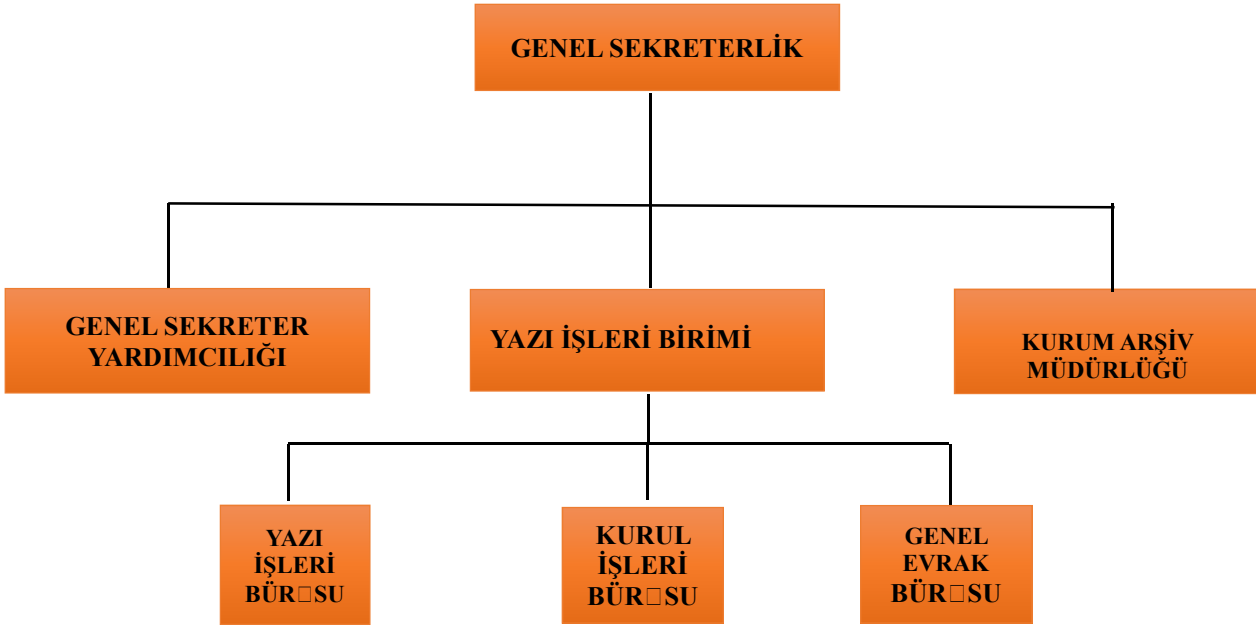 GENEL SEKRETERLİK
GENEL SEKRETER
YARDIMCILIĞI
YAZI İŞLERİ BİRİMİ
KURUM ARŞİV
MÜDÜRLÜĞÜ
YAZI
İŞLERİ
BÜR□SU
KURUL
İŞLERİ
BÜR□SU
GENEL
EVRAK
BÜR□SU